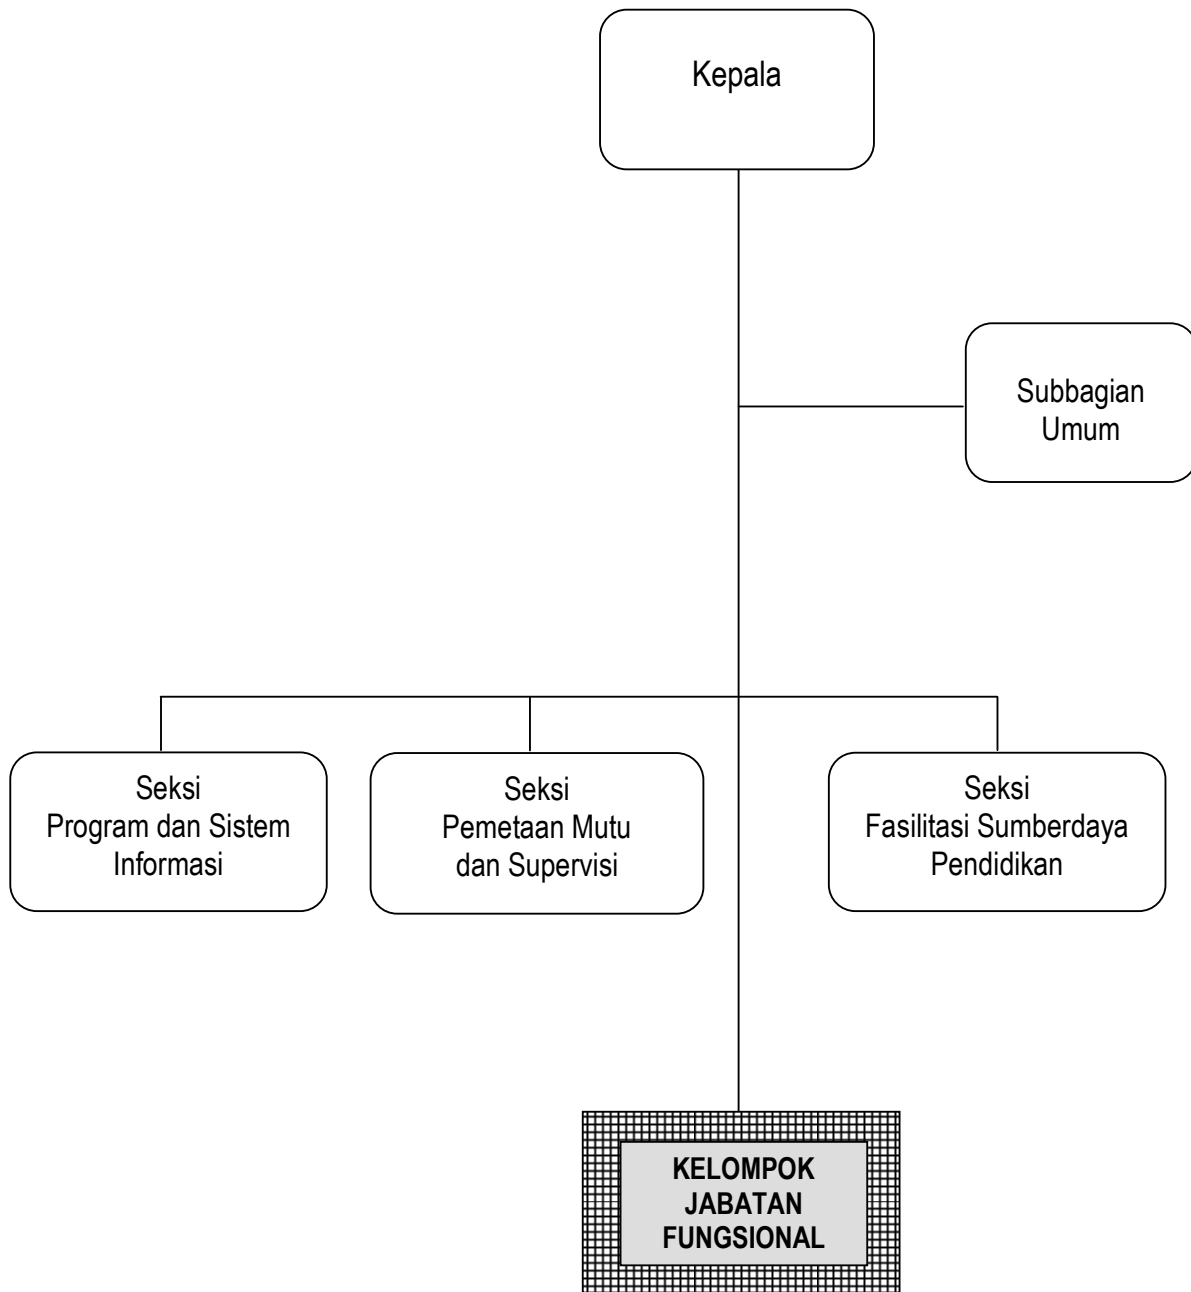 Kepala
Subbagian
Umum
Seksi
Program dan Sistem
Informasi
Seksi
Pemetaan Mutu
dan Supervisi
Seksi
Fasilitasi Sumberdaya
Pendidikan
KELOMPOK
JABATAN
FUNGSIONAL